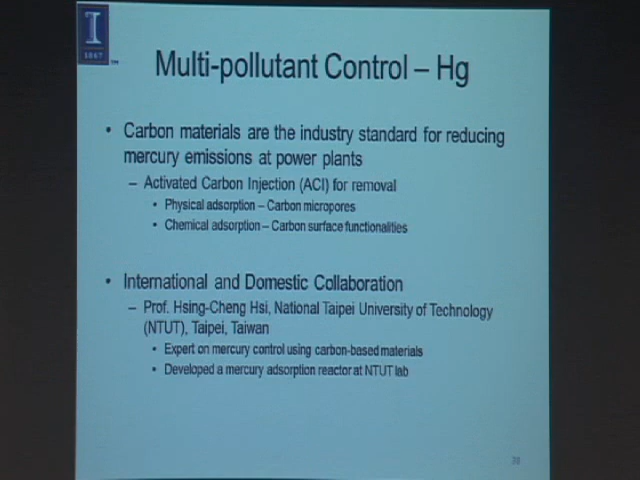 I
1867
TM
Multi-pollutant Control – Hg
• Carbon materials are the industry standard for reducing
mercury emissions at power plants
– Activated Carbon Injection (ACI) for removal
• Physical adsorption – Carbon micropores
• Chemical adsorption – Carbon surface functionalities
• International and Domestic Collaboration
– Prof. Hsing-Cheng Hsi, National Taipei University of Technology
(NTUT), Taipei, Taiwan
• Expert on mercury control using carbon-based materials
• Developed a mercury adsorption reactor at NTUT lab